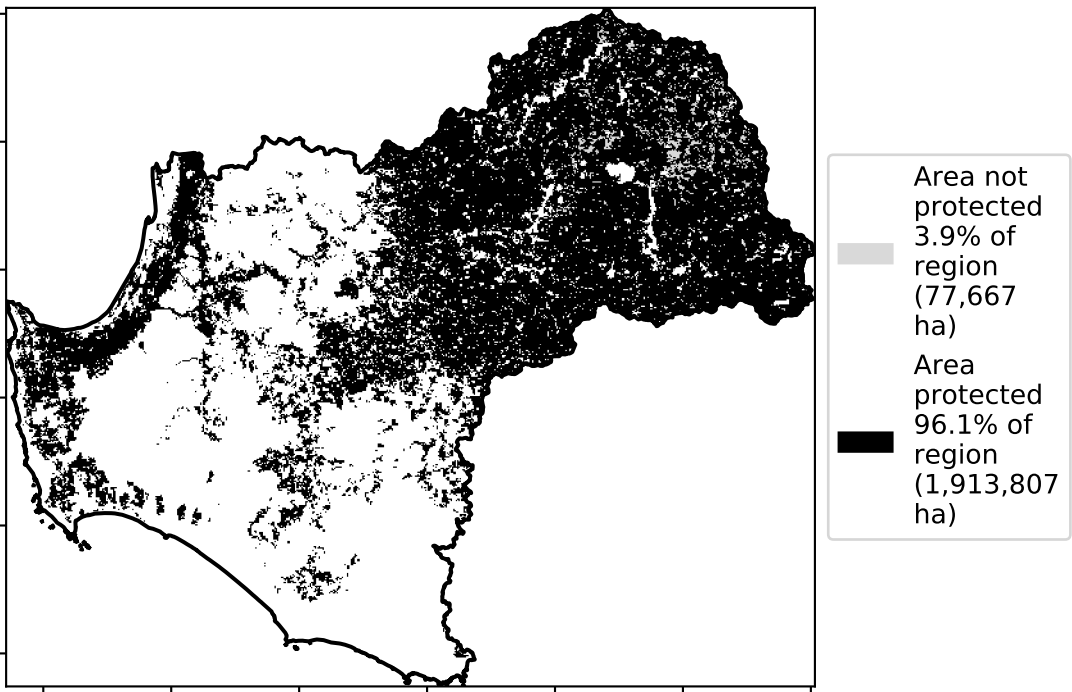 Area not
protected
3.9% of
region
(77,667
ha)
Area
protected
96.1% of
region
(1,913,807
ha)